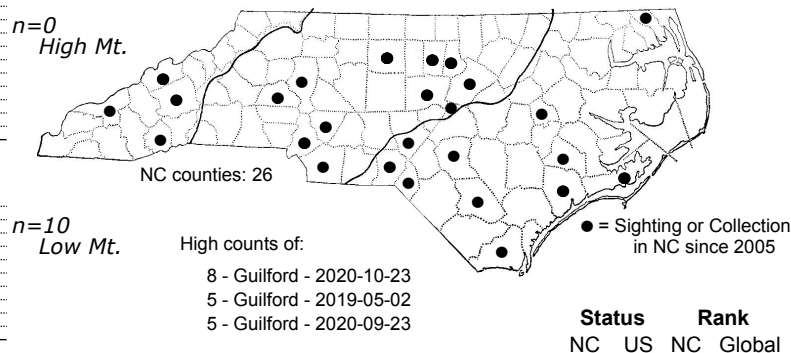 n=0
High Mt.
NC counties: 26
n=10
Low Mt.
High counts of:
8 - Guilford - 2020-10-23
5 - Guilford - 2019-05-02
5 - Guilford - 2020-09-23
● = Sighting or Collection
in NC since 2005
Status Rank
NC US NC Global